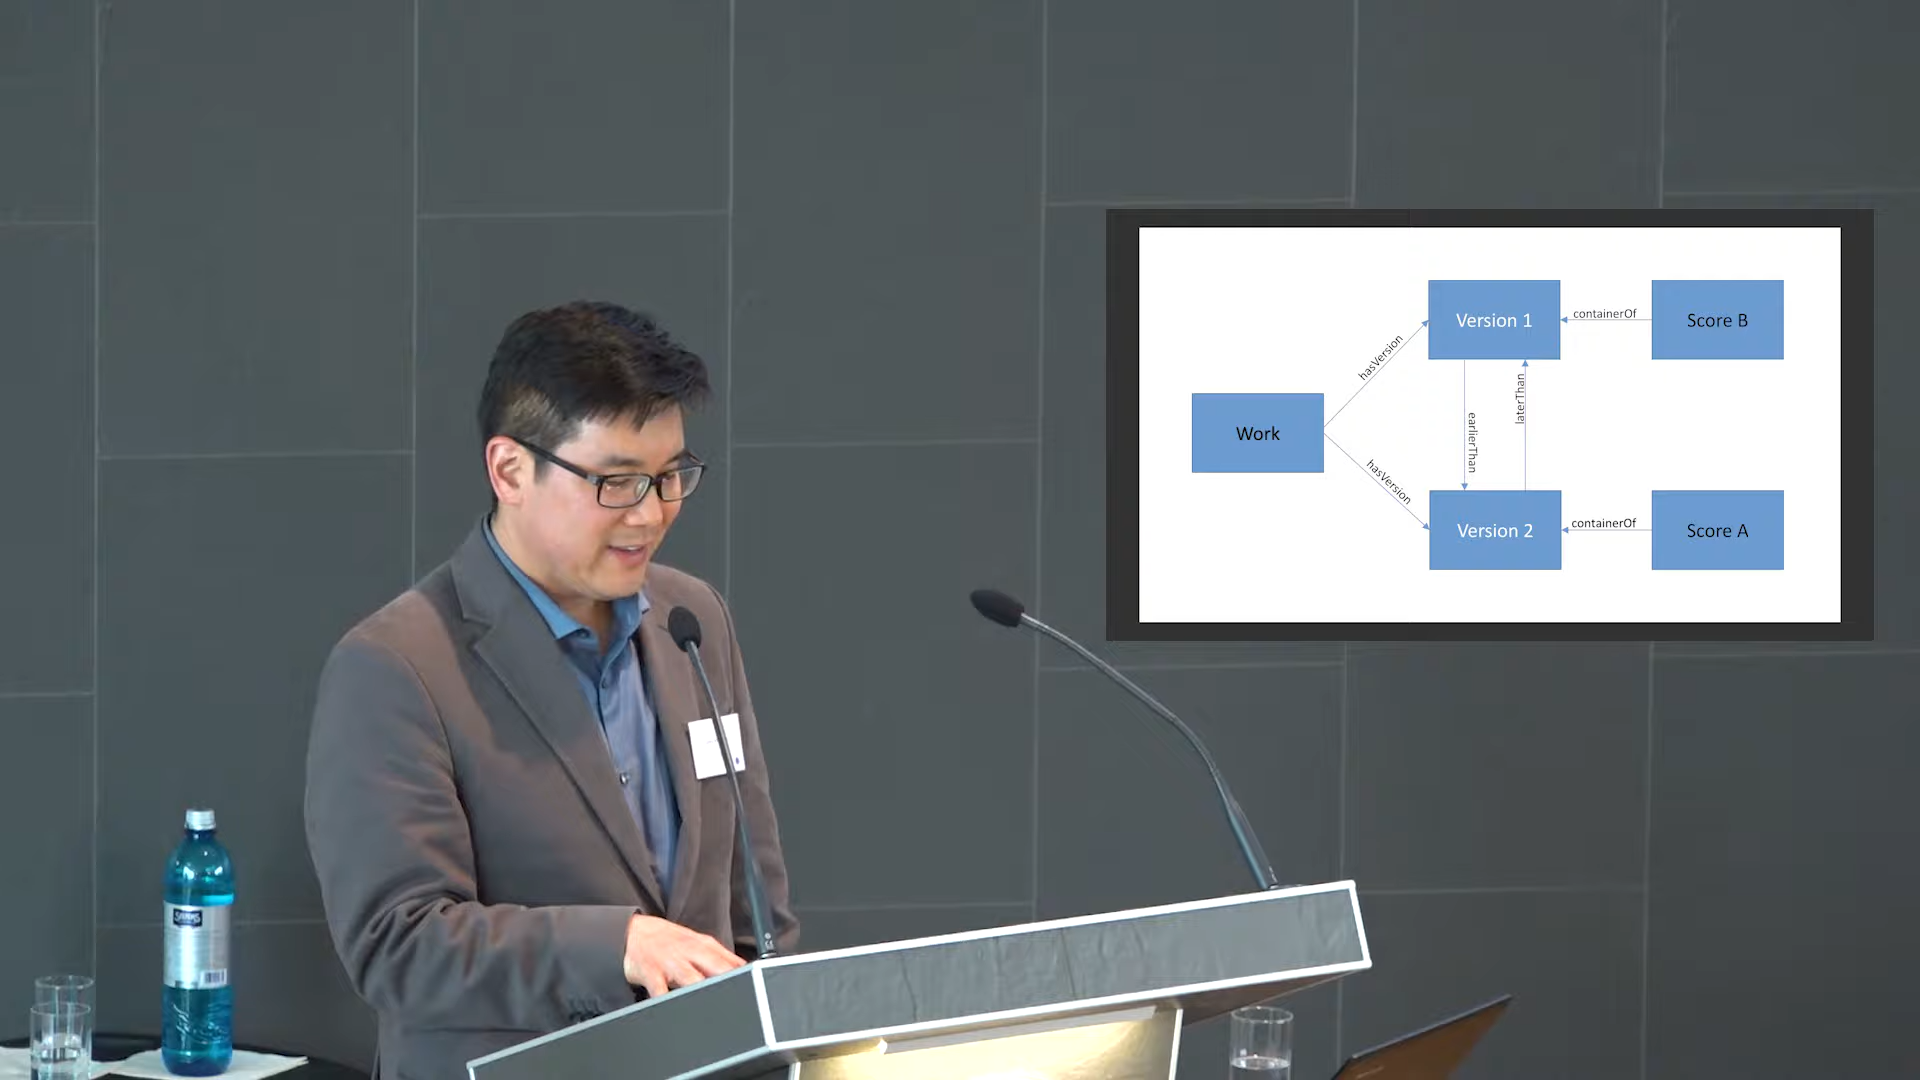 Version 1
containerOf
Score B
hasVersion
laterThan
Work
earlierThan
hasVersion
Version 2
containerOf
Score A